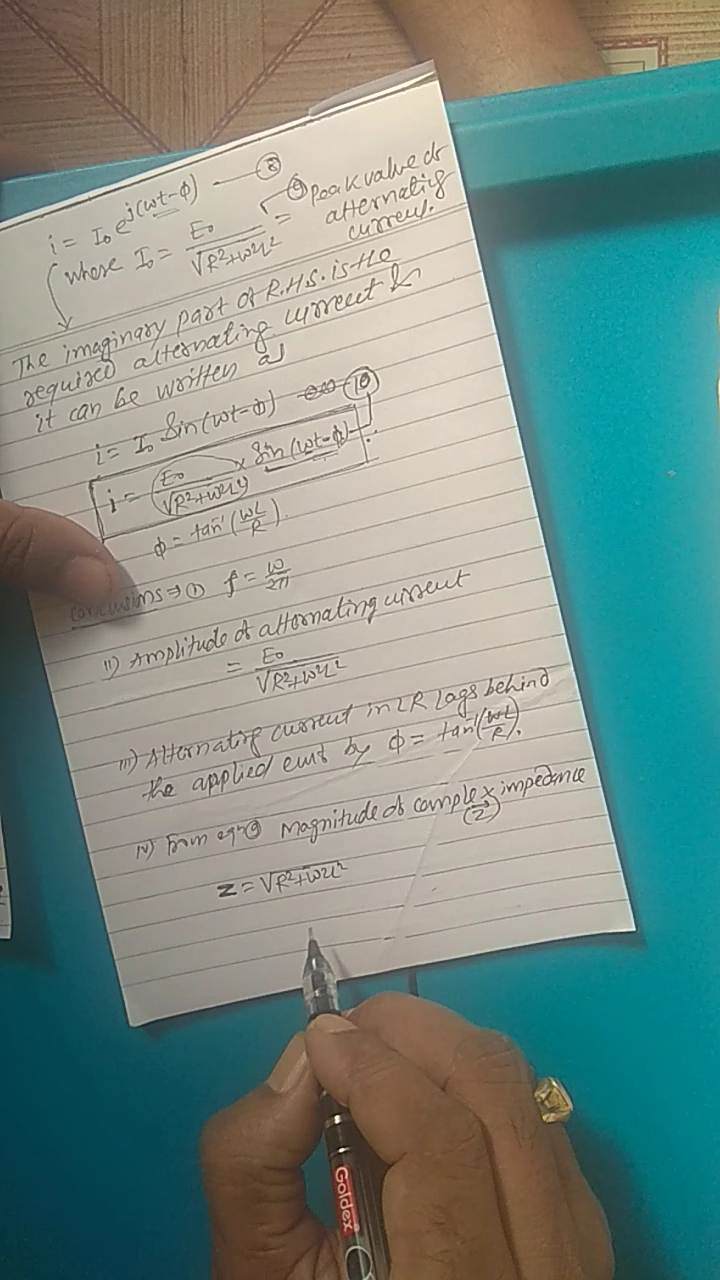 i = I₀ e^j(ωt-ϕ) — ⑧
where I₀ = E₀/√R²+ω²L² = ⑨ Peak value of alternating current.
The imaginary part of R.H.S. is the
required alternating current &
it can be written as
i = I₀ Sin(ωt-ϕ) — ⑩
i = E₀/√R²+ω²L² × Sin(ωt-ϕ)
ϕ = tan⁻¹(ωL/R).
Conclusions ⇒ ① f = ω/2π
ii) Amplitude of alternating current
= E₀/√R²+ω²L²
iii) Alternating current in LR lags behind
the applied emf by ϕ = tan⁻¹(ωL/R).
iv) From eqⁿ⑨ Magnitude of complex impedance
(Z)
Z = √R²+ω²L²
Goldex